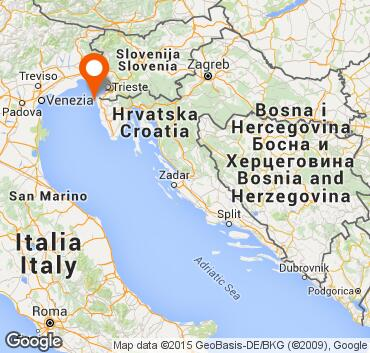 Slovenija
Slovenia
Zagreb
Treviso
Trieste
Padova
Venezia
Hrvatska
Croatia
Bosna i
Hercegovina
Босна и
Херцеговина
Bosnia and
Herzegovina
Zadar
San Marino
Split
Italia
Italy
Adriatic Sea
Dubrovnik
Podgorica
Roma
Google
Map data ©2015 GeoBasis-DE/BKG (©2009), Google